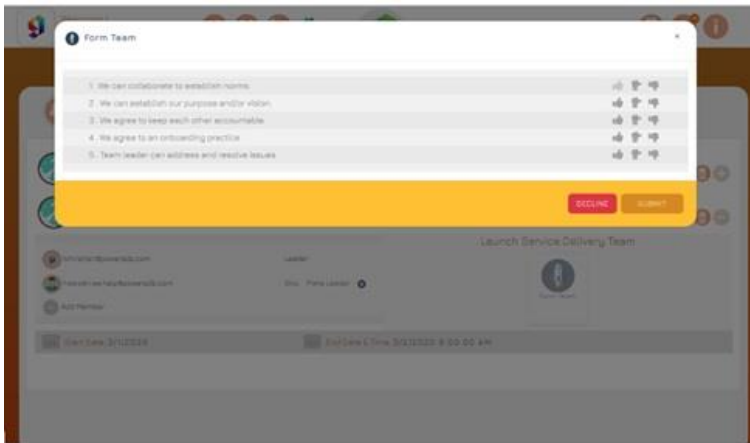 Form Team
×
1. We can collaborate to establish norms
2. We can establish our purpose and/or vision
3. We agree to keep each other accountable
4. We agree to an onboarding practice
5. Team leader can address and resolve issues
DECLINE
SUBMIT
Launch Service Delivery Team
Leader
Form Team
Add Member
Start Date
End Date & Time